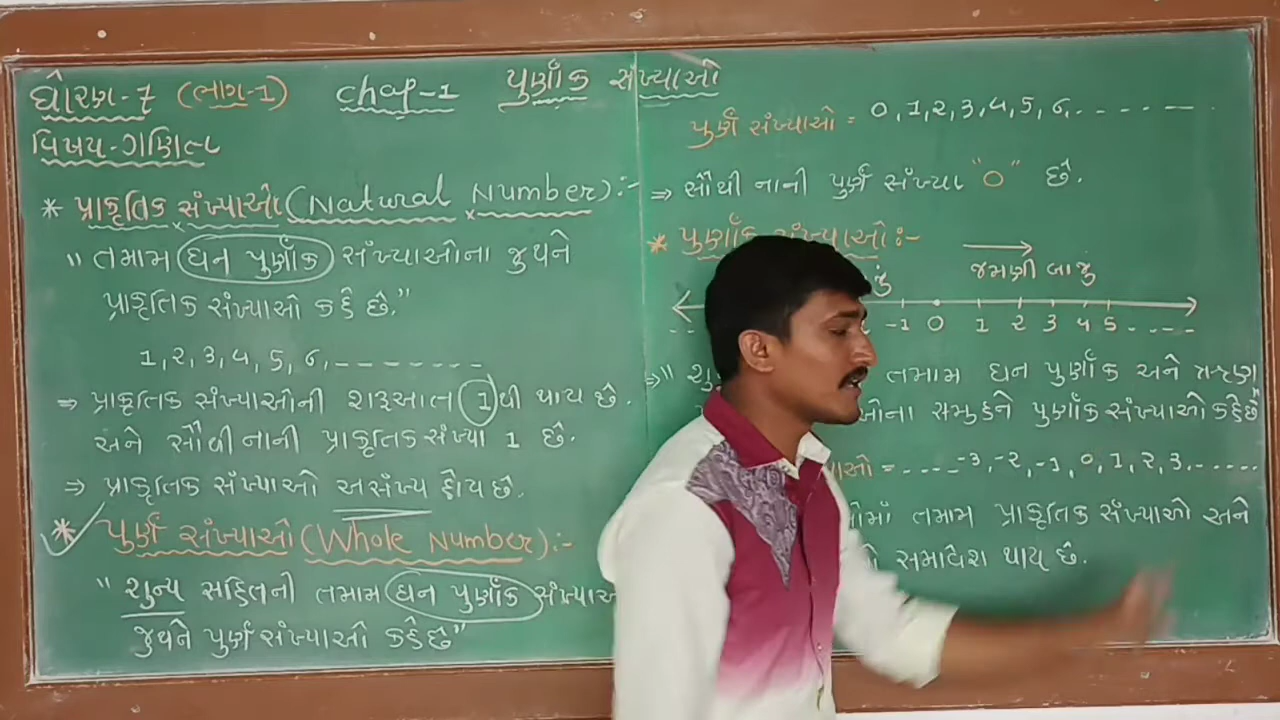 ધોરણ-7 (ભાગ-1) chap-1 પુર્ણાંક સંખ્યાઓ
વિષય-ગણિત
* પ્રાકૃતિક સંખ્યાઓ (Natural Number):-
"તમામ ધન પુર્ણાંક સંખ્યાઓના જુથને
પ્રાકૃતિક સંખ્યાઓ કહે છે."
1,2,3,4,5,6,-------
⇒ પ્રાકૃતિક સંખ્યાઓની શરૂઆત 1થી થાય છે.
અને સૌથી નાની પ્રાકૃતિક સંખ્યા 1 છે.
⇒ પ્રાકૃતિક સંખ્યાઓ અસંખ્ય હોય છે.
* પુર્ણ સંખ્યાઓ (Whole Number):-
"શુન્ય સહિતની તમામ ધન પુર્ણાંક
જુથને પુર્ણ સંખ્યાઓ કહે છે"
પુર્ણ સંખ્યાઓ = 0,1,2,3,4,5,6,------
⇒ સૌથી નાની પુર્ણ સંખ્યા "0" છે.
* પુર્ણાંક સંખ્યાઓ:-
જમણી બાજુ
-1 0 1 2 3 4 5 - - - -
તમામ ધન પુર્ણાંક અને ત્રઋણ
સમુહને પુર્ણાંક સંખ્યાઓ કહે છે
= .....-3,-2,-1,0,1,2,3......
તમામ પ્રાકૃતિક સંખ્યાઓ અને
સમાવેશ થાય છે.